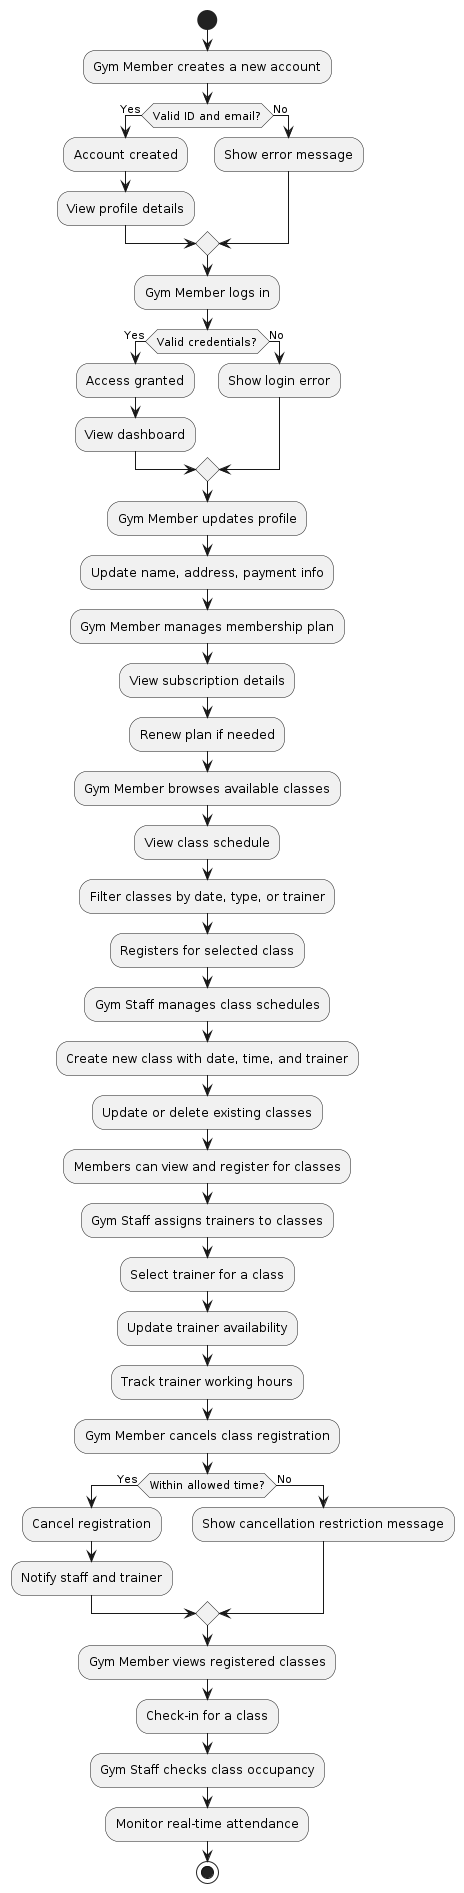 Gym Member creates a new account
Yes
Valid ID and email?
No
Account created
Show error message
View profile details
Gym Member logs in
Yes
Valid credentials?
No
Access granted
Show login error
View dashboard
Gym Member updates profile
Update name, address, payment info
Gym Member manages membership plan
View subscription details
Renew plan if needed
Gym Member browses available classes
View class schedule
Filter classes by date, type, or trainer
Registers for selected class
Gym Staff manages class schedules
Create new class with date, time, and trainer
Update or delete existing classes
Members can view and register for classes
Gym Staff assigns trainers to classes
Select trainer for a class
Update trainer availability
Track trainer working hours
Gym Member cancels class registration
Yes
Within allowed time?
No
Cancel registration
Show cancellation restriction message
Notify staff and trainer
Gym Member views registered classes
Check-in for a class
Gym Staff checks class occupancy
Monitor real-time attendance